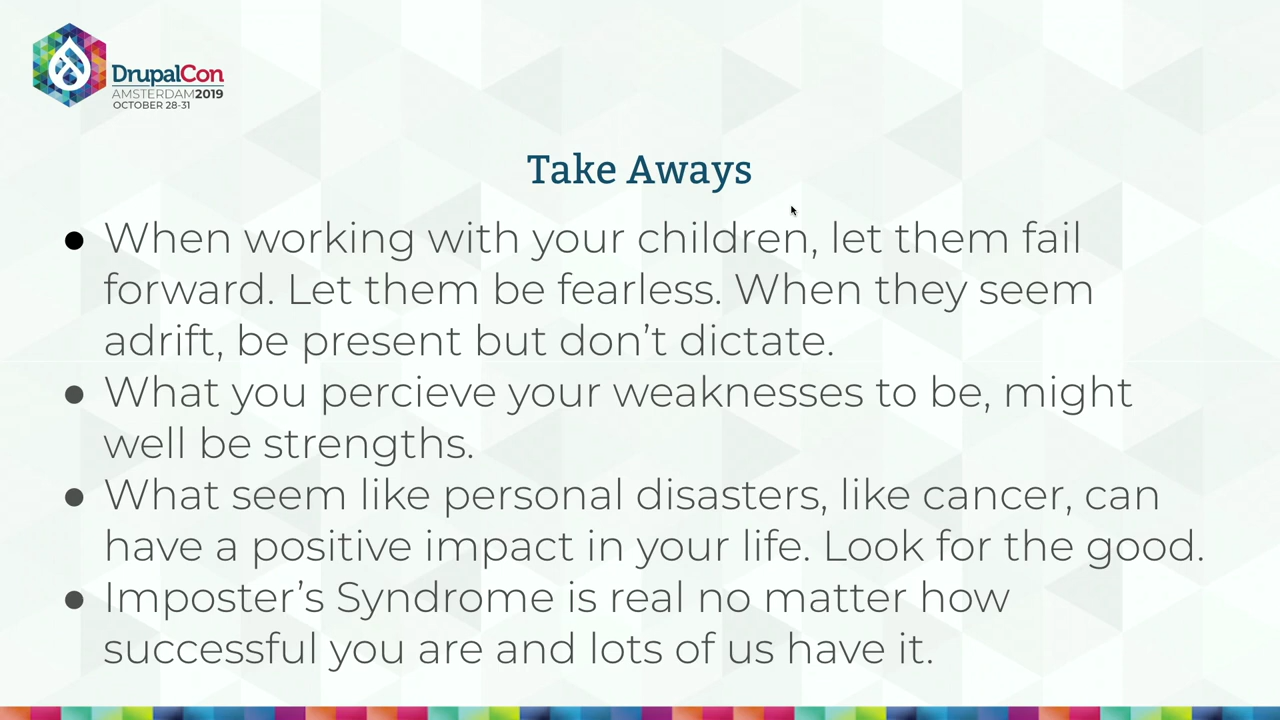 DrupalCon
AMSTERDAM2019
OCTOBER 28-31
Take Aways
● When working with your children, let them fail
forward. Let them be fearless. When they seem
adrift, be present but don’t dictate.
● What you percieve your weaknesses to be, might
well be strengths.
● What seem like personal disasters, like cancer, can
have a positive impact in your life. Look for the good.
● Imposter’s Syndrome is real no matter how
successful you are and lots of us have it.